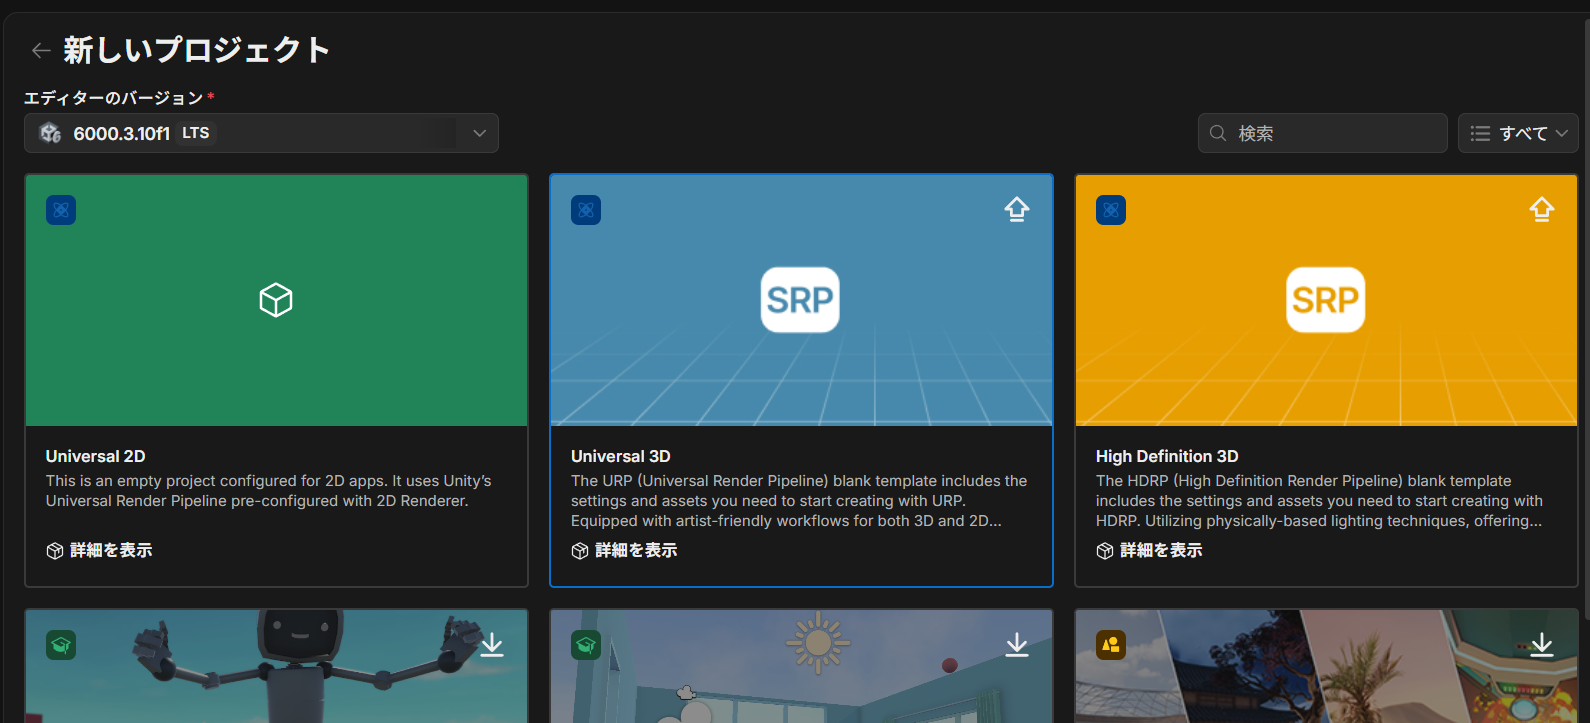 新しいプロジェクト
エディターのバージョン *
6000.3.10f1 LTS
検索
すべて
SRP
SRP
Universal 2D
This is an empty project configured for 2D apps. It uses Unity's
Universal Render Pipeline pre-configured with 2D Renderer.
詳細を表示
Universal 3D
The URP (Universal Render Pipeline) blank template includes the
settings and assets you need to start creating with URP.
Equipped with artist-friendly workflows for both 3D and 2D...
詳細を表示
High Definition 3D
The HDRP (High Definition Render Pipeline) blank template
includes the settings and assets you need to start creating with
HDRP. Utilizing physically-based lighting techniques, offering...
詳細を表示